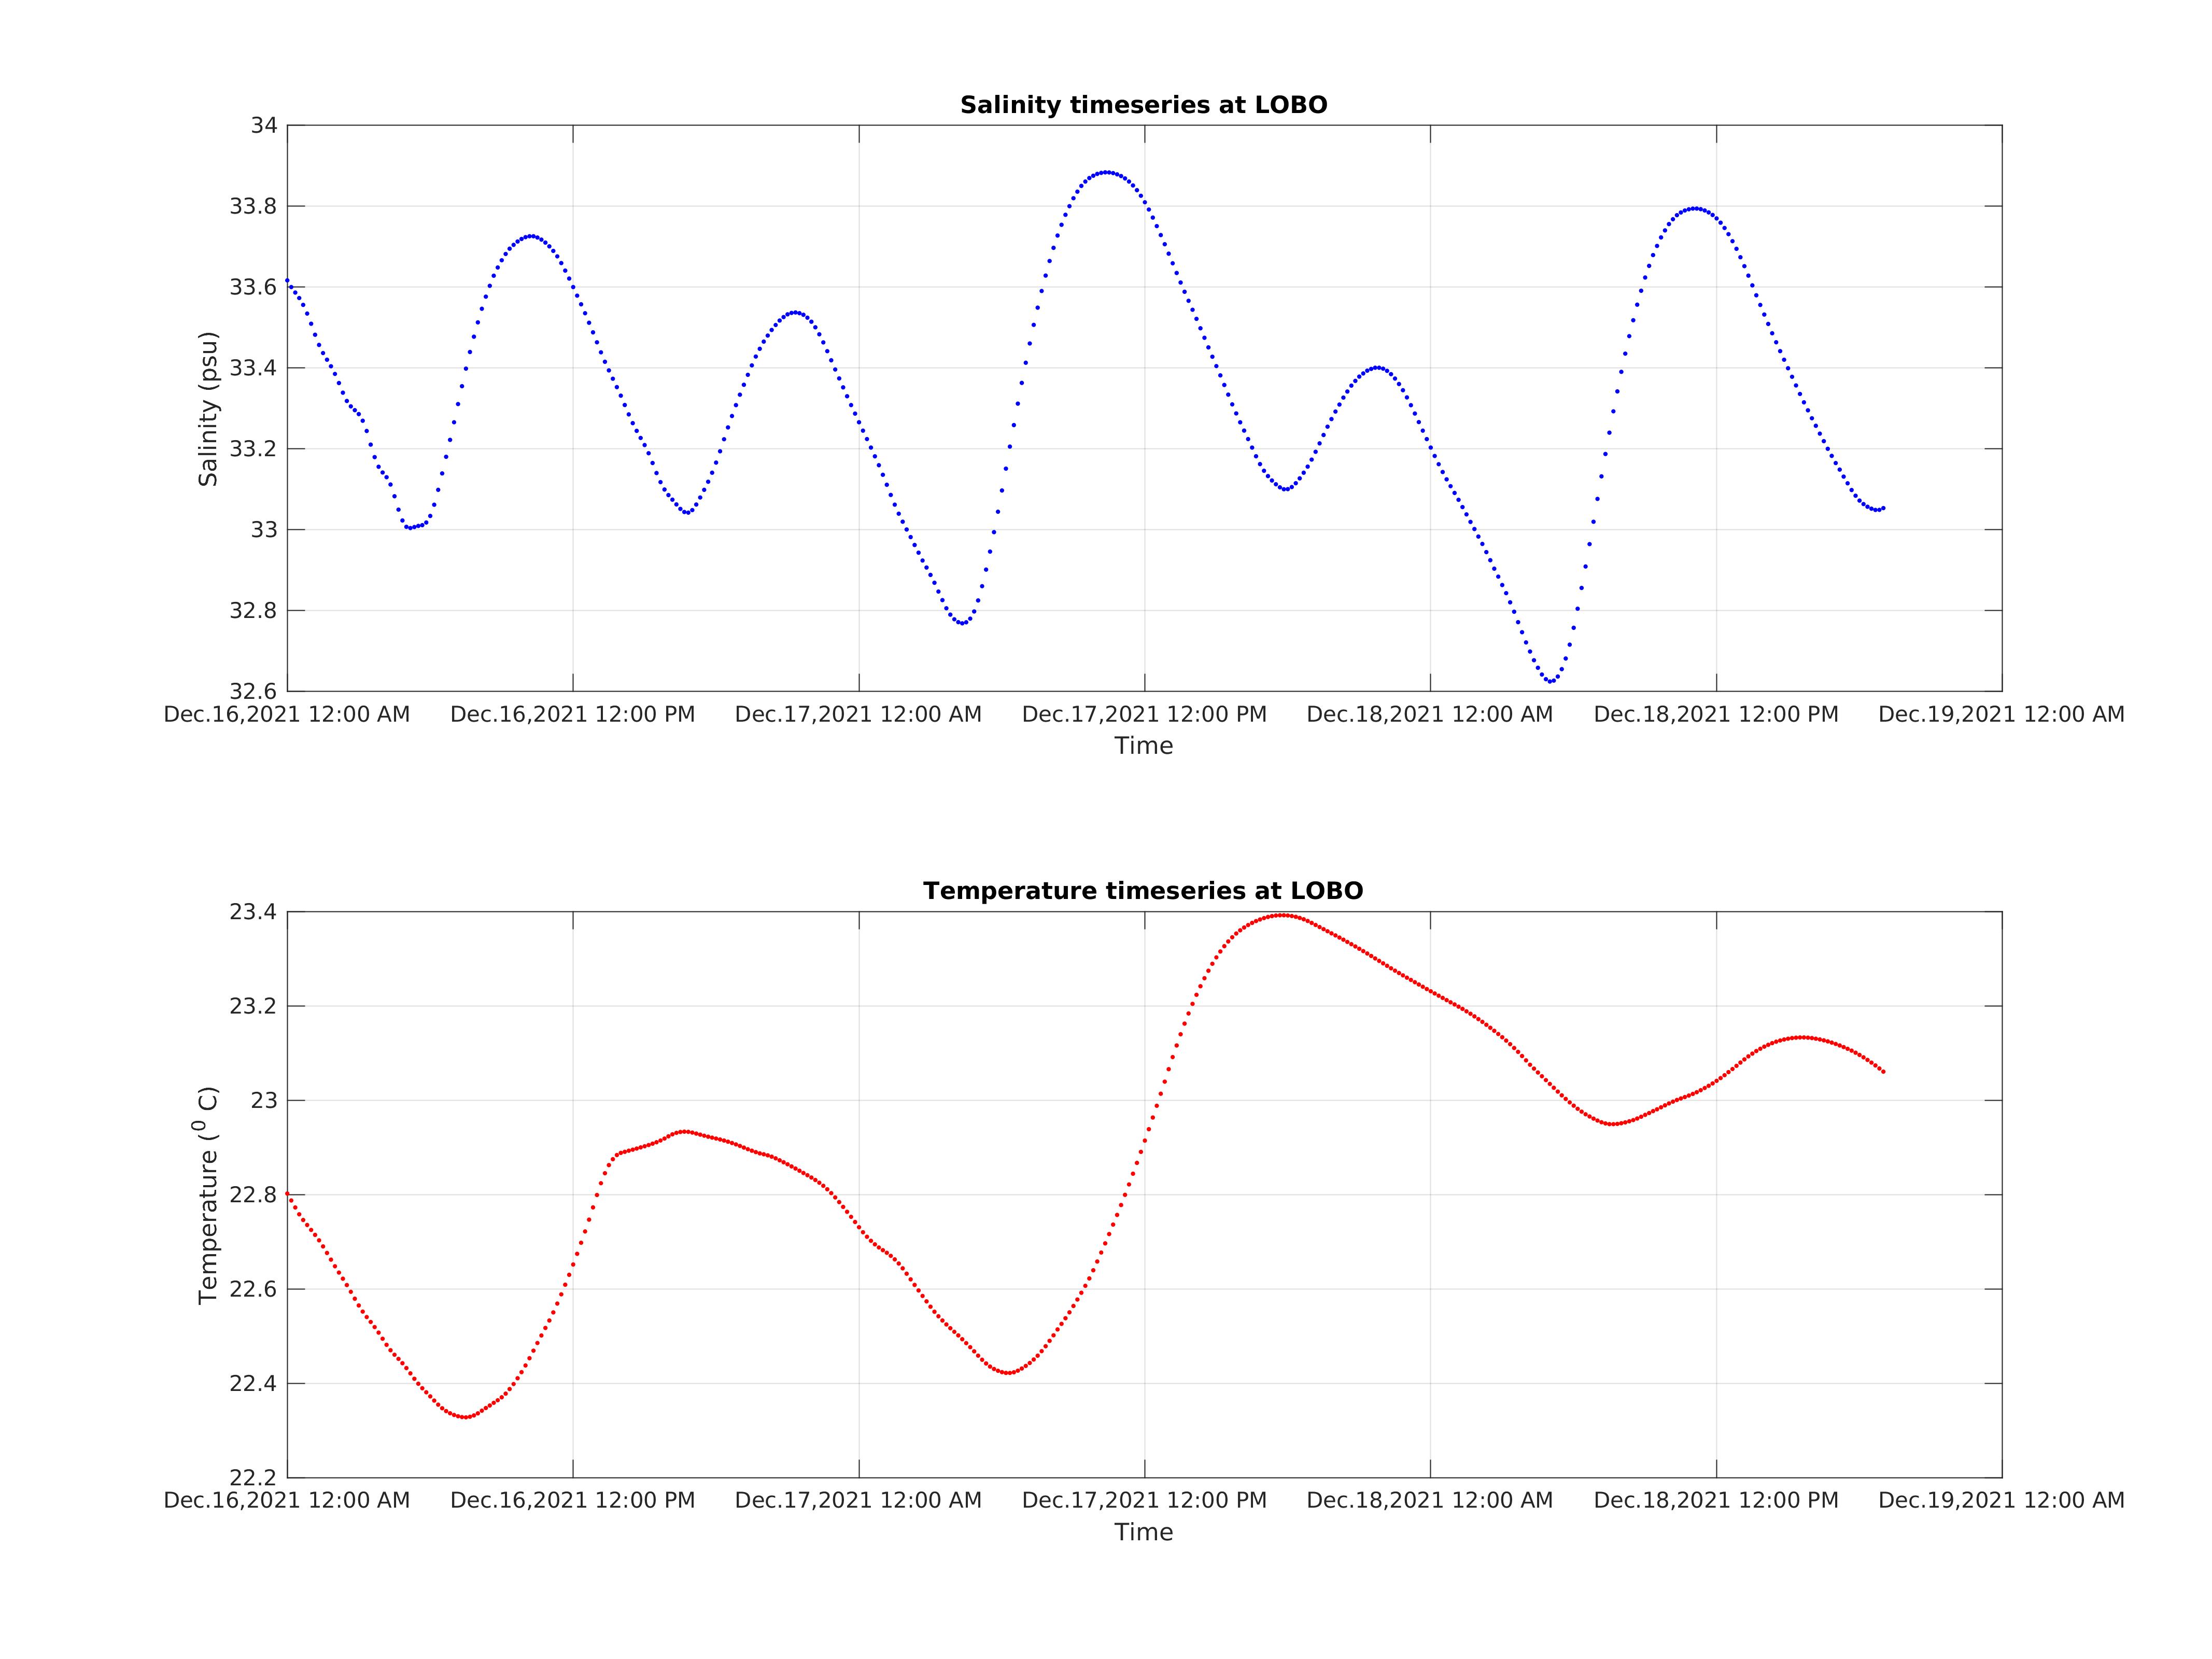 Salinity timeseries at LOBO
34
33.8
33.6
33.4
33.2
33
32.8
32.6
Salinity (psu)
Dec.16,2021 12:00 AM Dec.16,2021 12:00 PM Dec.17,2021 12:00 AM Dec.17,2021 12:00 PM Dec.18,2021 12:00 AM Dec.18,2021 12:00 PM Dec.19,2021 12:00 AM
Time
Temperature timeseries at LOBO
23.4
23.2
23
22.8
22.6
22.4
22.2
Temperature (⁰ C)
Dec.16,2021 12:00 AM Dec.16,2021 12:00 PM Dec.17,2021 12:00 AM Dec.17,2021 12:00 PM Dec.18,2021 12:00 AM Dec.18,2021 12:00 PM Dec.19,2021 12:00 AM
Time